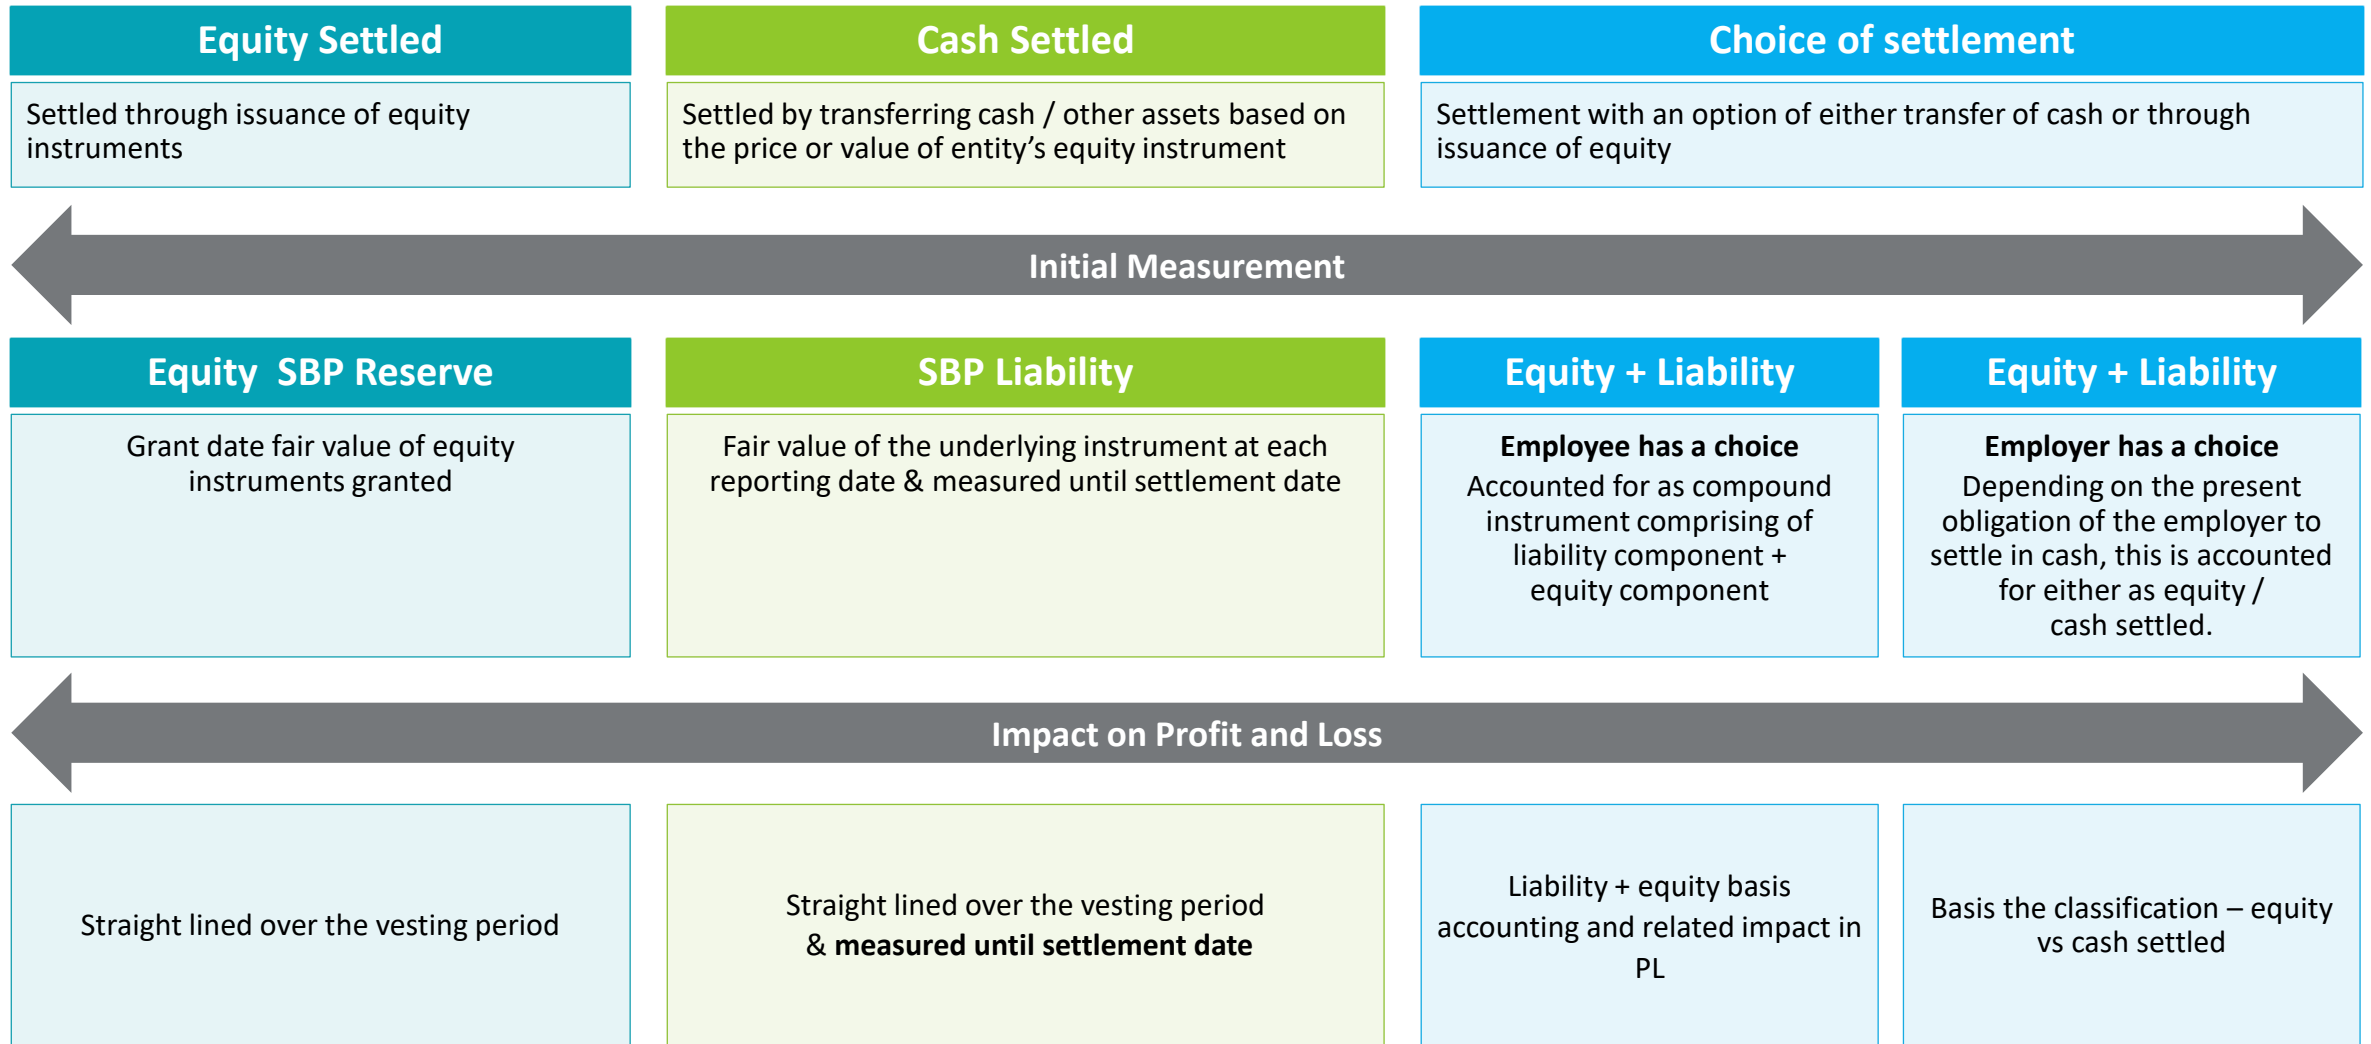 Equity Settled
Cash Settled
Choice of settlement
Settled through issuance of equity
instruments
Settled by transferring cash / other assets based on
the price or value of entity’s equity instrument
Settlement with an option of either transfer of cash or through
issuance of equity
Initial Measurement
Equity  SBP Reserve
SBP Liability
Equity + Liability
Equity + Liability
Grant date fair value of equity
instruments granted
Fair value of the underlying instrument at each
reporting date & measured until settlement date
Employee has a choice
Accounted for as compound
instrument comprising of
liability component +
equity component
Employer has a choice
Depending on the present
obligation of the employer to
settle in cash, this is accounted
for either as equity /
cash settled.
Impact on Profit and Loss
Straight lined over the vesting period
Straight lined over the vesting period
& measured until settlement date
Liability + equity basis
accounting and related impact in
PL
Basis the classification – equity
vs cash settled